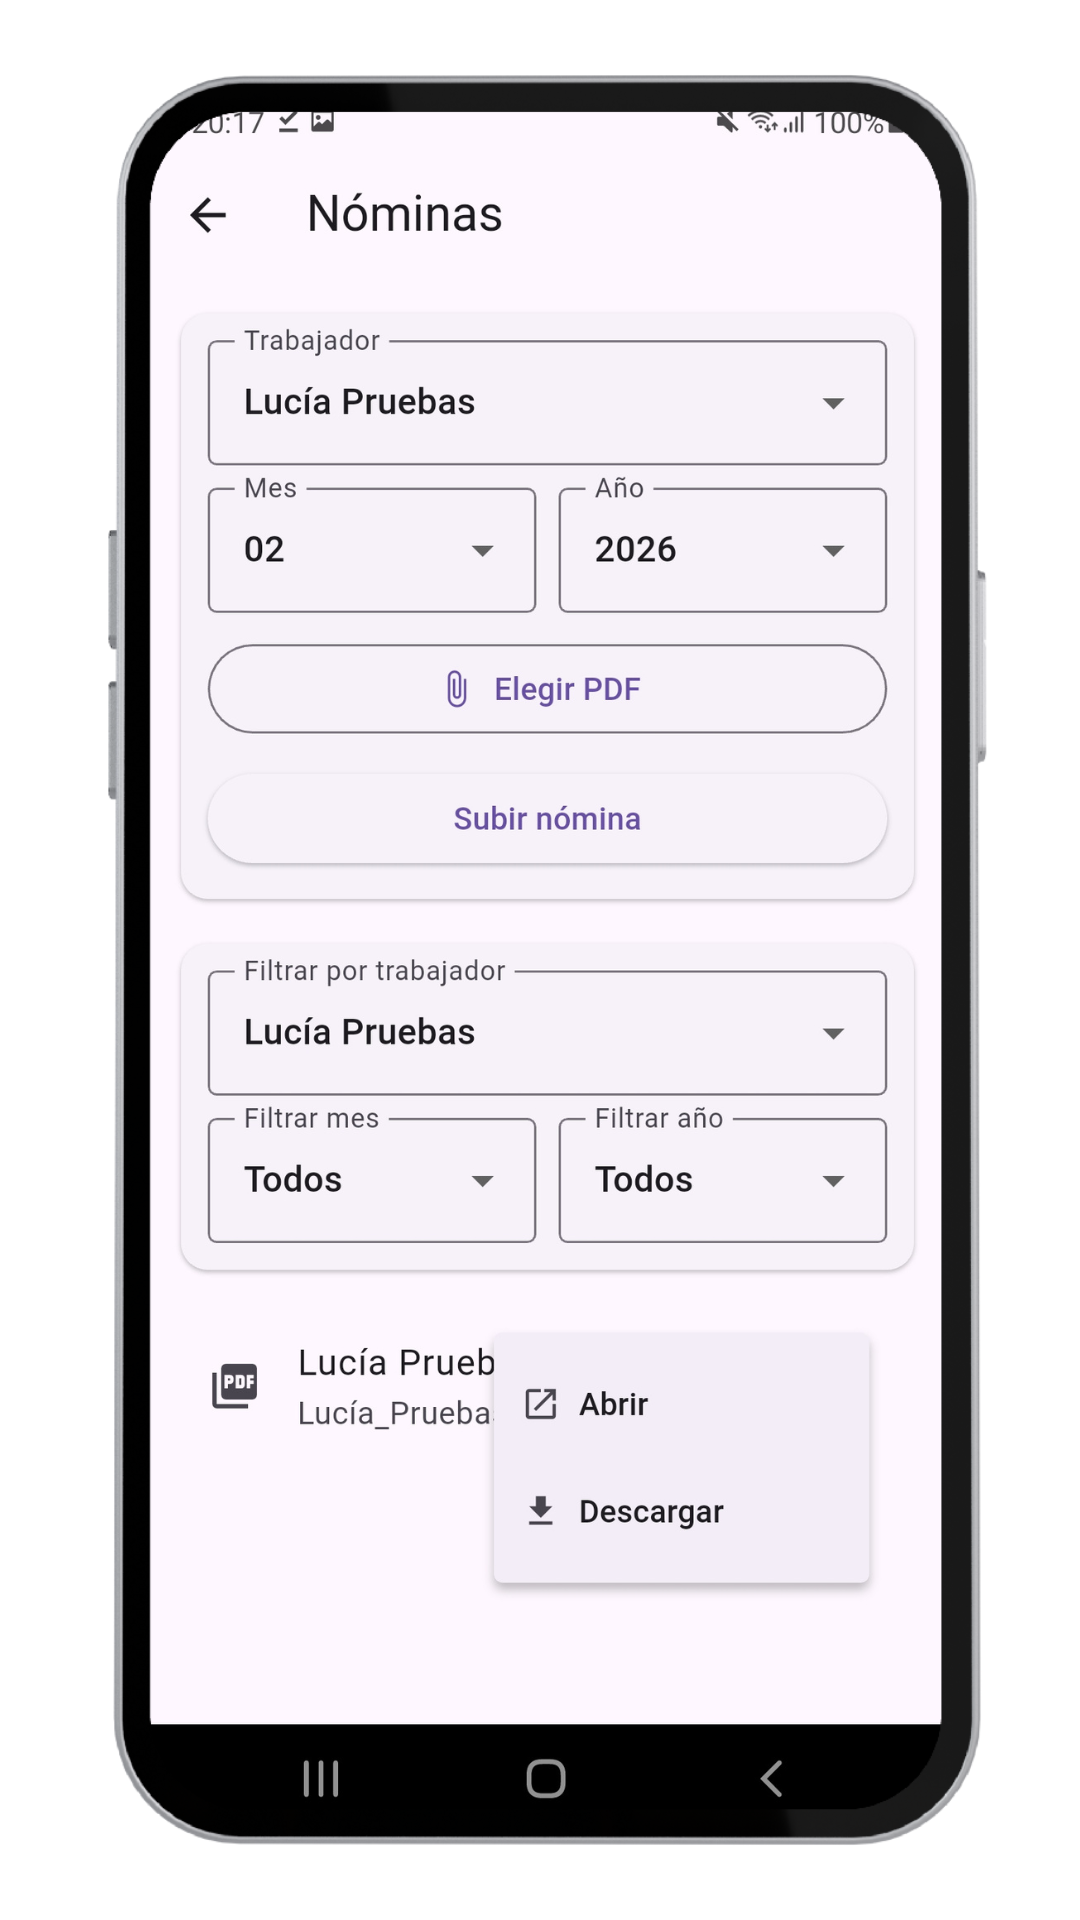 20:17 100%
Nóminas
Trabajador
Lucía Pruebas
Mes Año
02 2026
Elegir PDF
Subir nómina
Filtrar por trabajador
Lucía Pruebas
Filtrar mes Filtrar año
Todos Todos
PDF
Lucía Prueb
Lucía_Prueba
Abrir
Descargar